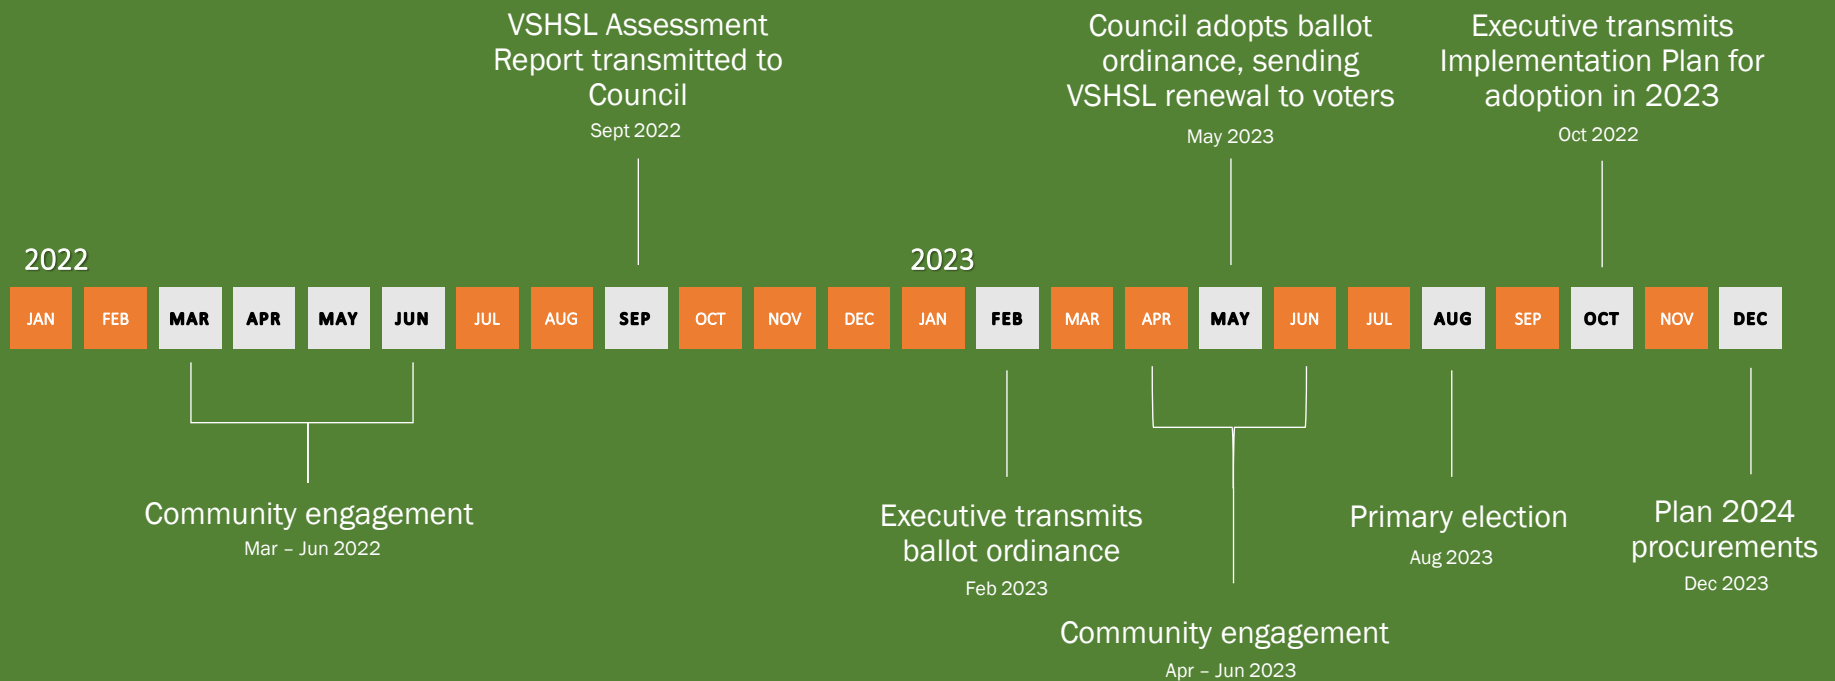 VSHSL Assessment
Report transmitted to
Council
Sept 2022
Council adopts ballot
ordinance, sending
VSHSL renewal to voters
May 2023
Executive transmits
Implementation Plan for
adoption in 2023
Oct 2022
2022
2023
JAN FEB MAR APR MAY JUN JUL AUG SEP OCT NOV DEC JAN FEB MAR APR MAY JUN JUL AUG SEP OCT NOV DEC
Community engagement
Mar – Jun 2022
Executive transmits
ballot ordinance
Feb 2023
Community engagement
Apr – Jun 2023
Primary election
Aug 2023
Plan 2024
procurements
Dec 2023